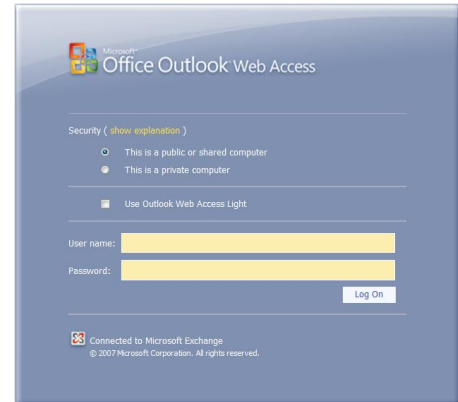 Microsoft®
Office Outlook Web Access
Security ( show explanation )
This is a public or shared computer
This is a private computer
Use Outlook Web Access Light
User name:
Password:
Log On
Connected to Microsoft Exchange
© 2007 Microsoft Corporation. All rights reserved.